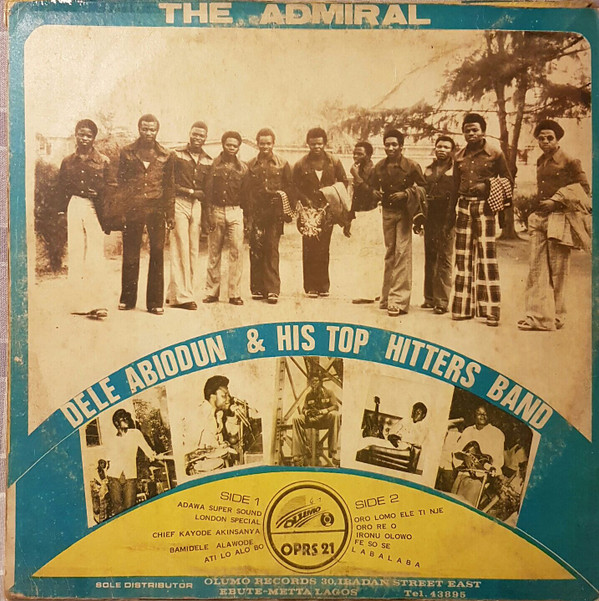 THE ADMIRAL
DELE ABIODUN & HIS TOP HITTERS BAND
SIDE 1
ADAWA SUPER SOUND
LONDON SPECIAL
CHIEF KAYODE AKINSANYA
BAMIDELE ALAWODE
ATI LO ALO BO
OLUMO
OPRS 21
SIDE 2
ORO LOMO ELE TI NJE
ORO RE O
IRONU OLOWO
FE SO SE
LABALABA
SOLE DISTRIBUTOR
OLUMO RECORDS 30, IBADAN STREET EAST
EBUTE-METTA LAGOS
Tel. 43895